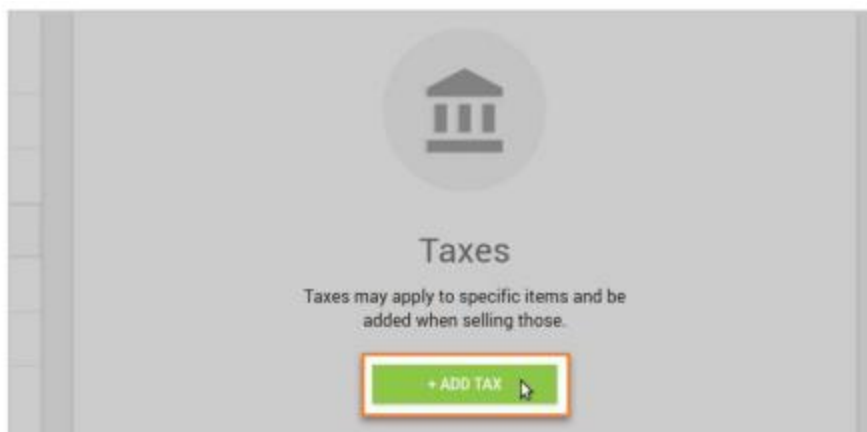 Taxes
Taxes may apply to specific items and be
added when selling those.
+ ADD TAX